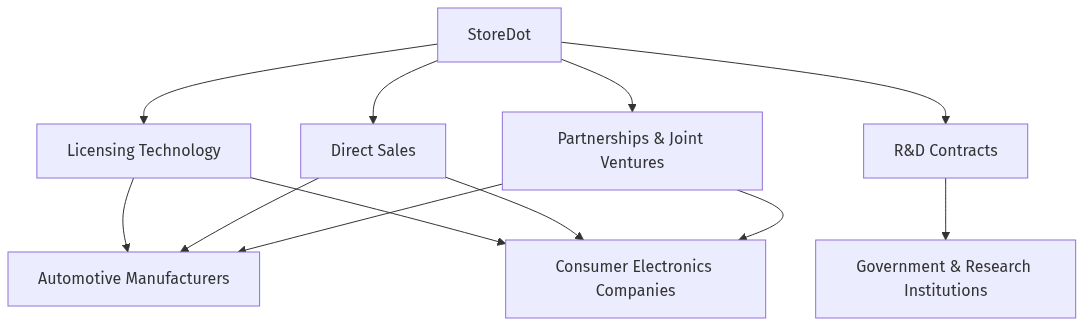 StoreDot
Licensing Technology
Direct Sales
Partnerships & Joint
Ventures
R&D Contracts
Automotive Manufacturers
Consumer Electronics
Companies
Government & Research
Institutions